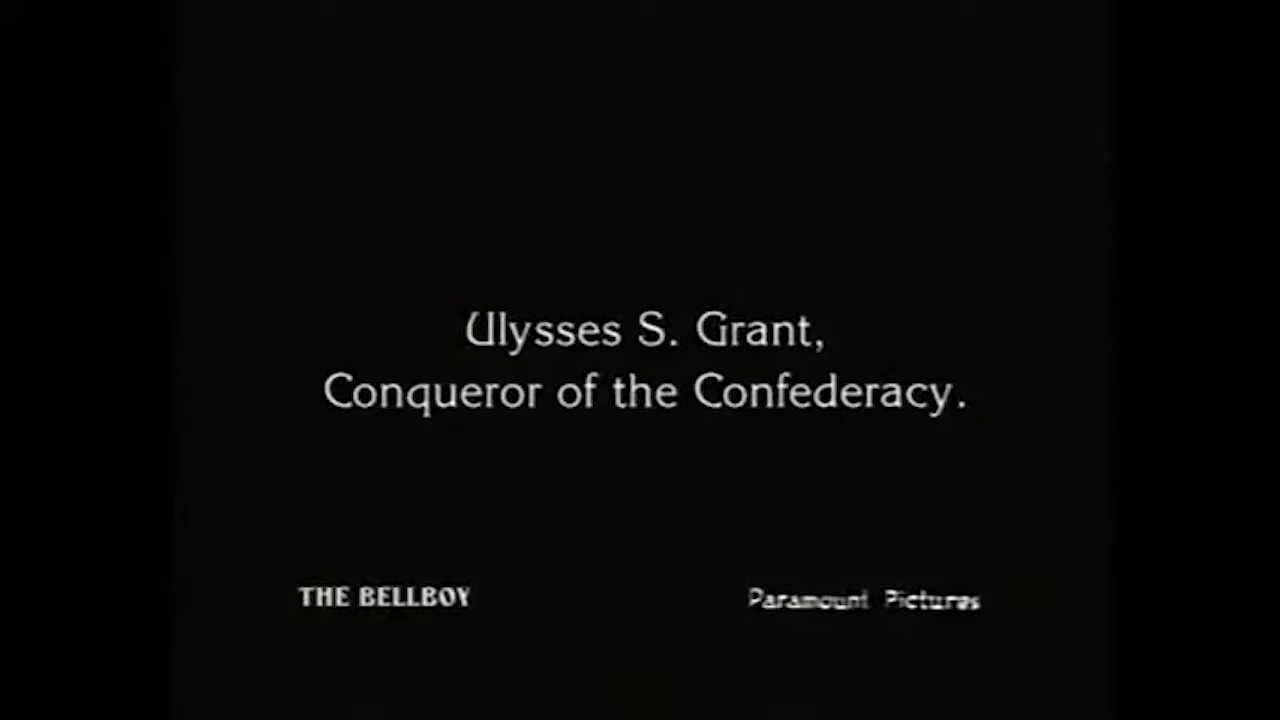 Ulysses S. Grant,
Conqueror of the Confederacy.
THE BELLBOY
Paramount Pictures